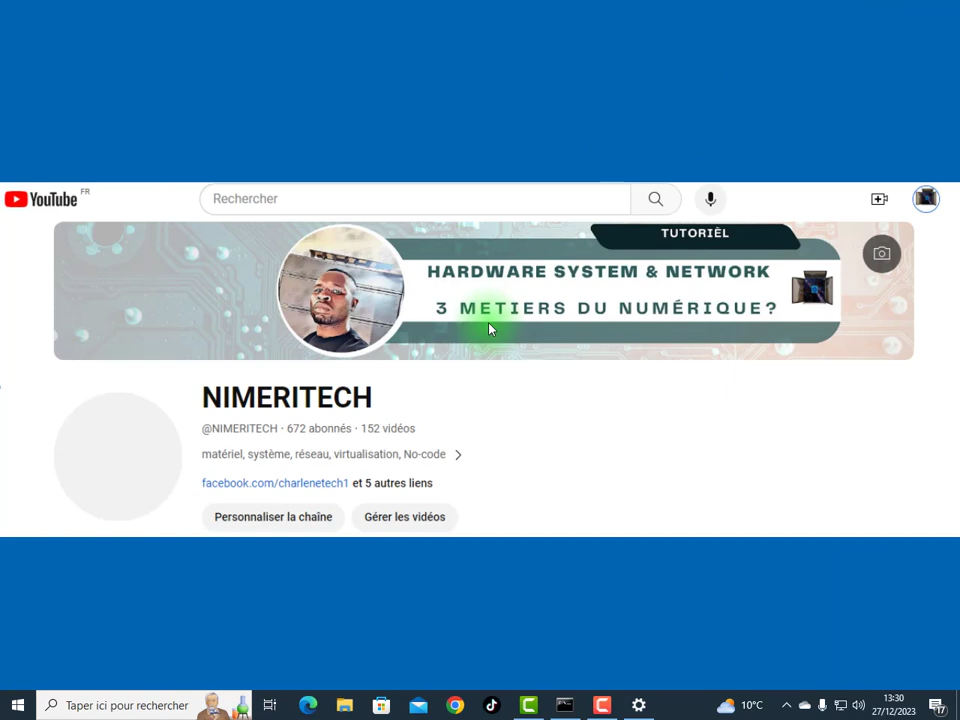 YouTube FR
Rechercher
TUTORIÈL
HARDWARE SYSTEM & NETWORK
3 METIERS DU NUMÉRIQUE?
NIMERITECH
@NIMERITECH · 672 abonnés · 152 vidéos
matériel, système, réseau, virtualisation, No-code
facebook.com/charlenetech1 et 5 autres liens
Personnaliser la chaîne
Gérer les vidéos
Taper ici pour rechercher
10°C
13:30
27/12/2023
17